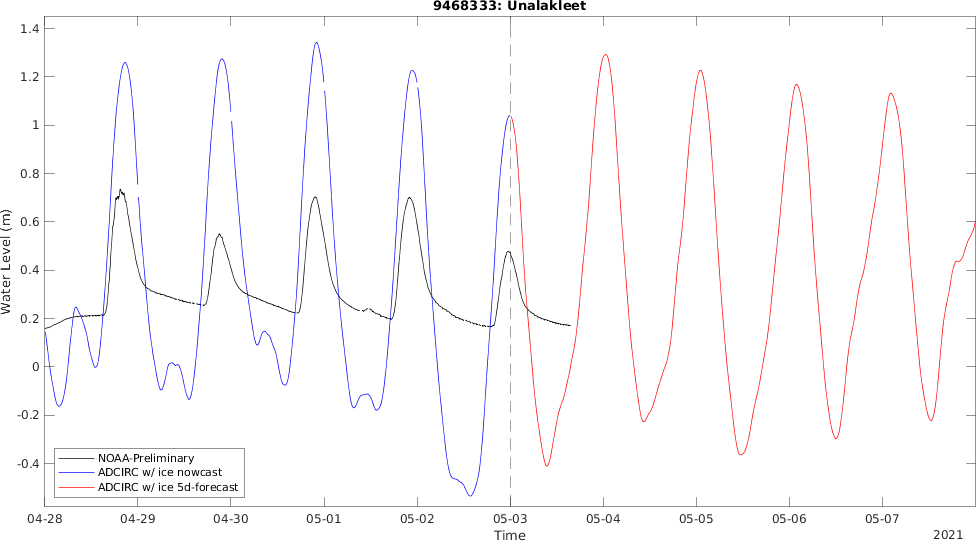 9468333: Unalakleet
1.4
1.2
1
0.8
0.6
0.4
0.2
0
-0.2
-0.4
Water Level (m)
NOAA-Preliminary
ADCIRC w/ ice nowcast
ADCIRC w/ ice 5d-forecast
04-28 04-29 04-30 05-01 05-02 05-03 05-04 05-05 05-06 05-07
Time
2021